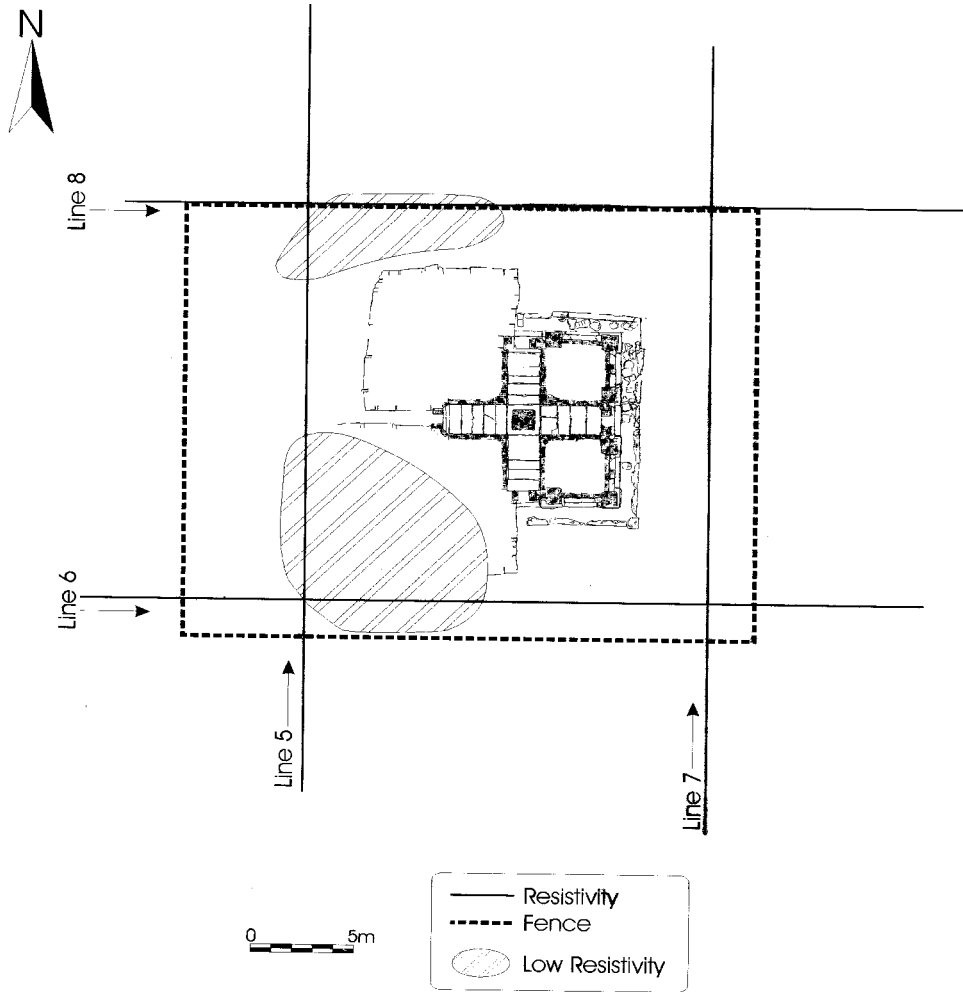 N
Line 8
Line 6
Line 5
Line 7
0 5m
Resistivity
Fence
Low Resistivity